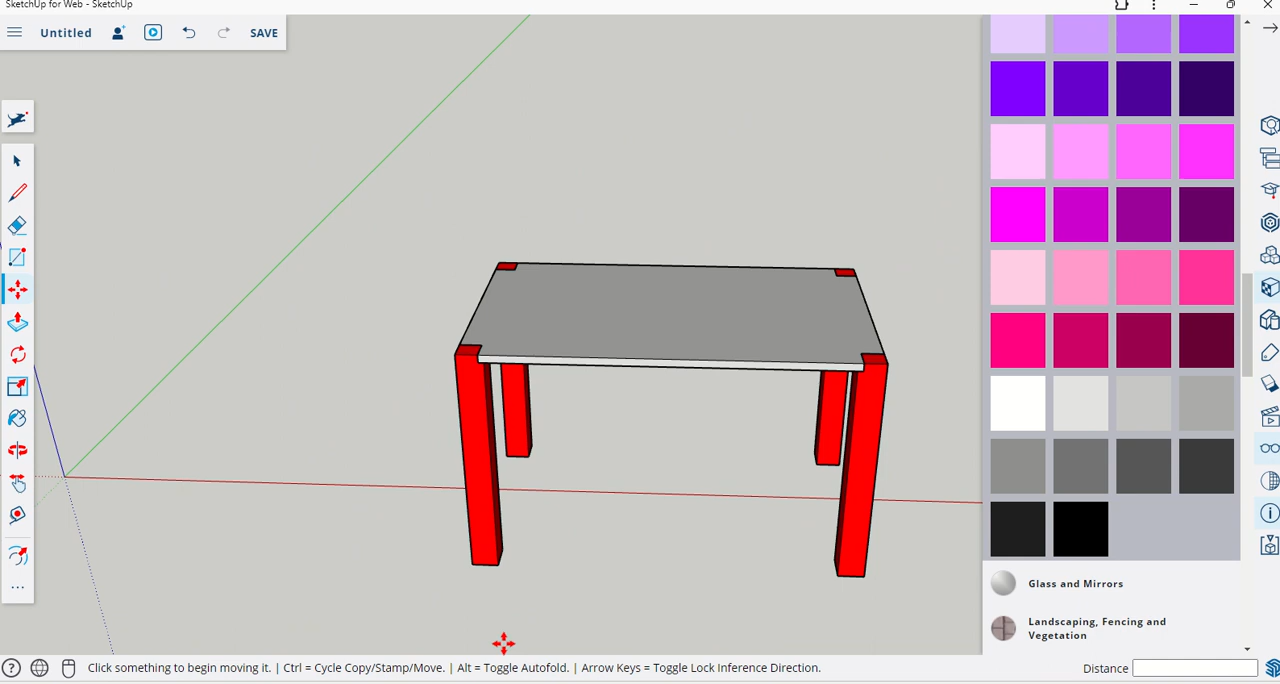 SketchUp for Web - SketchUp
Untitled
SAVE
Glass and Mirrors
Landscaping, Fencing and
Vegetation
Click something to begin moving it. | Ctrl = Cycle Copy/Stamp/Move. | Alt = Toggle Autofold. | Arrow Keys = Toggle Lock Inference Direction.
Distance